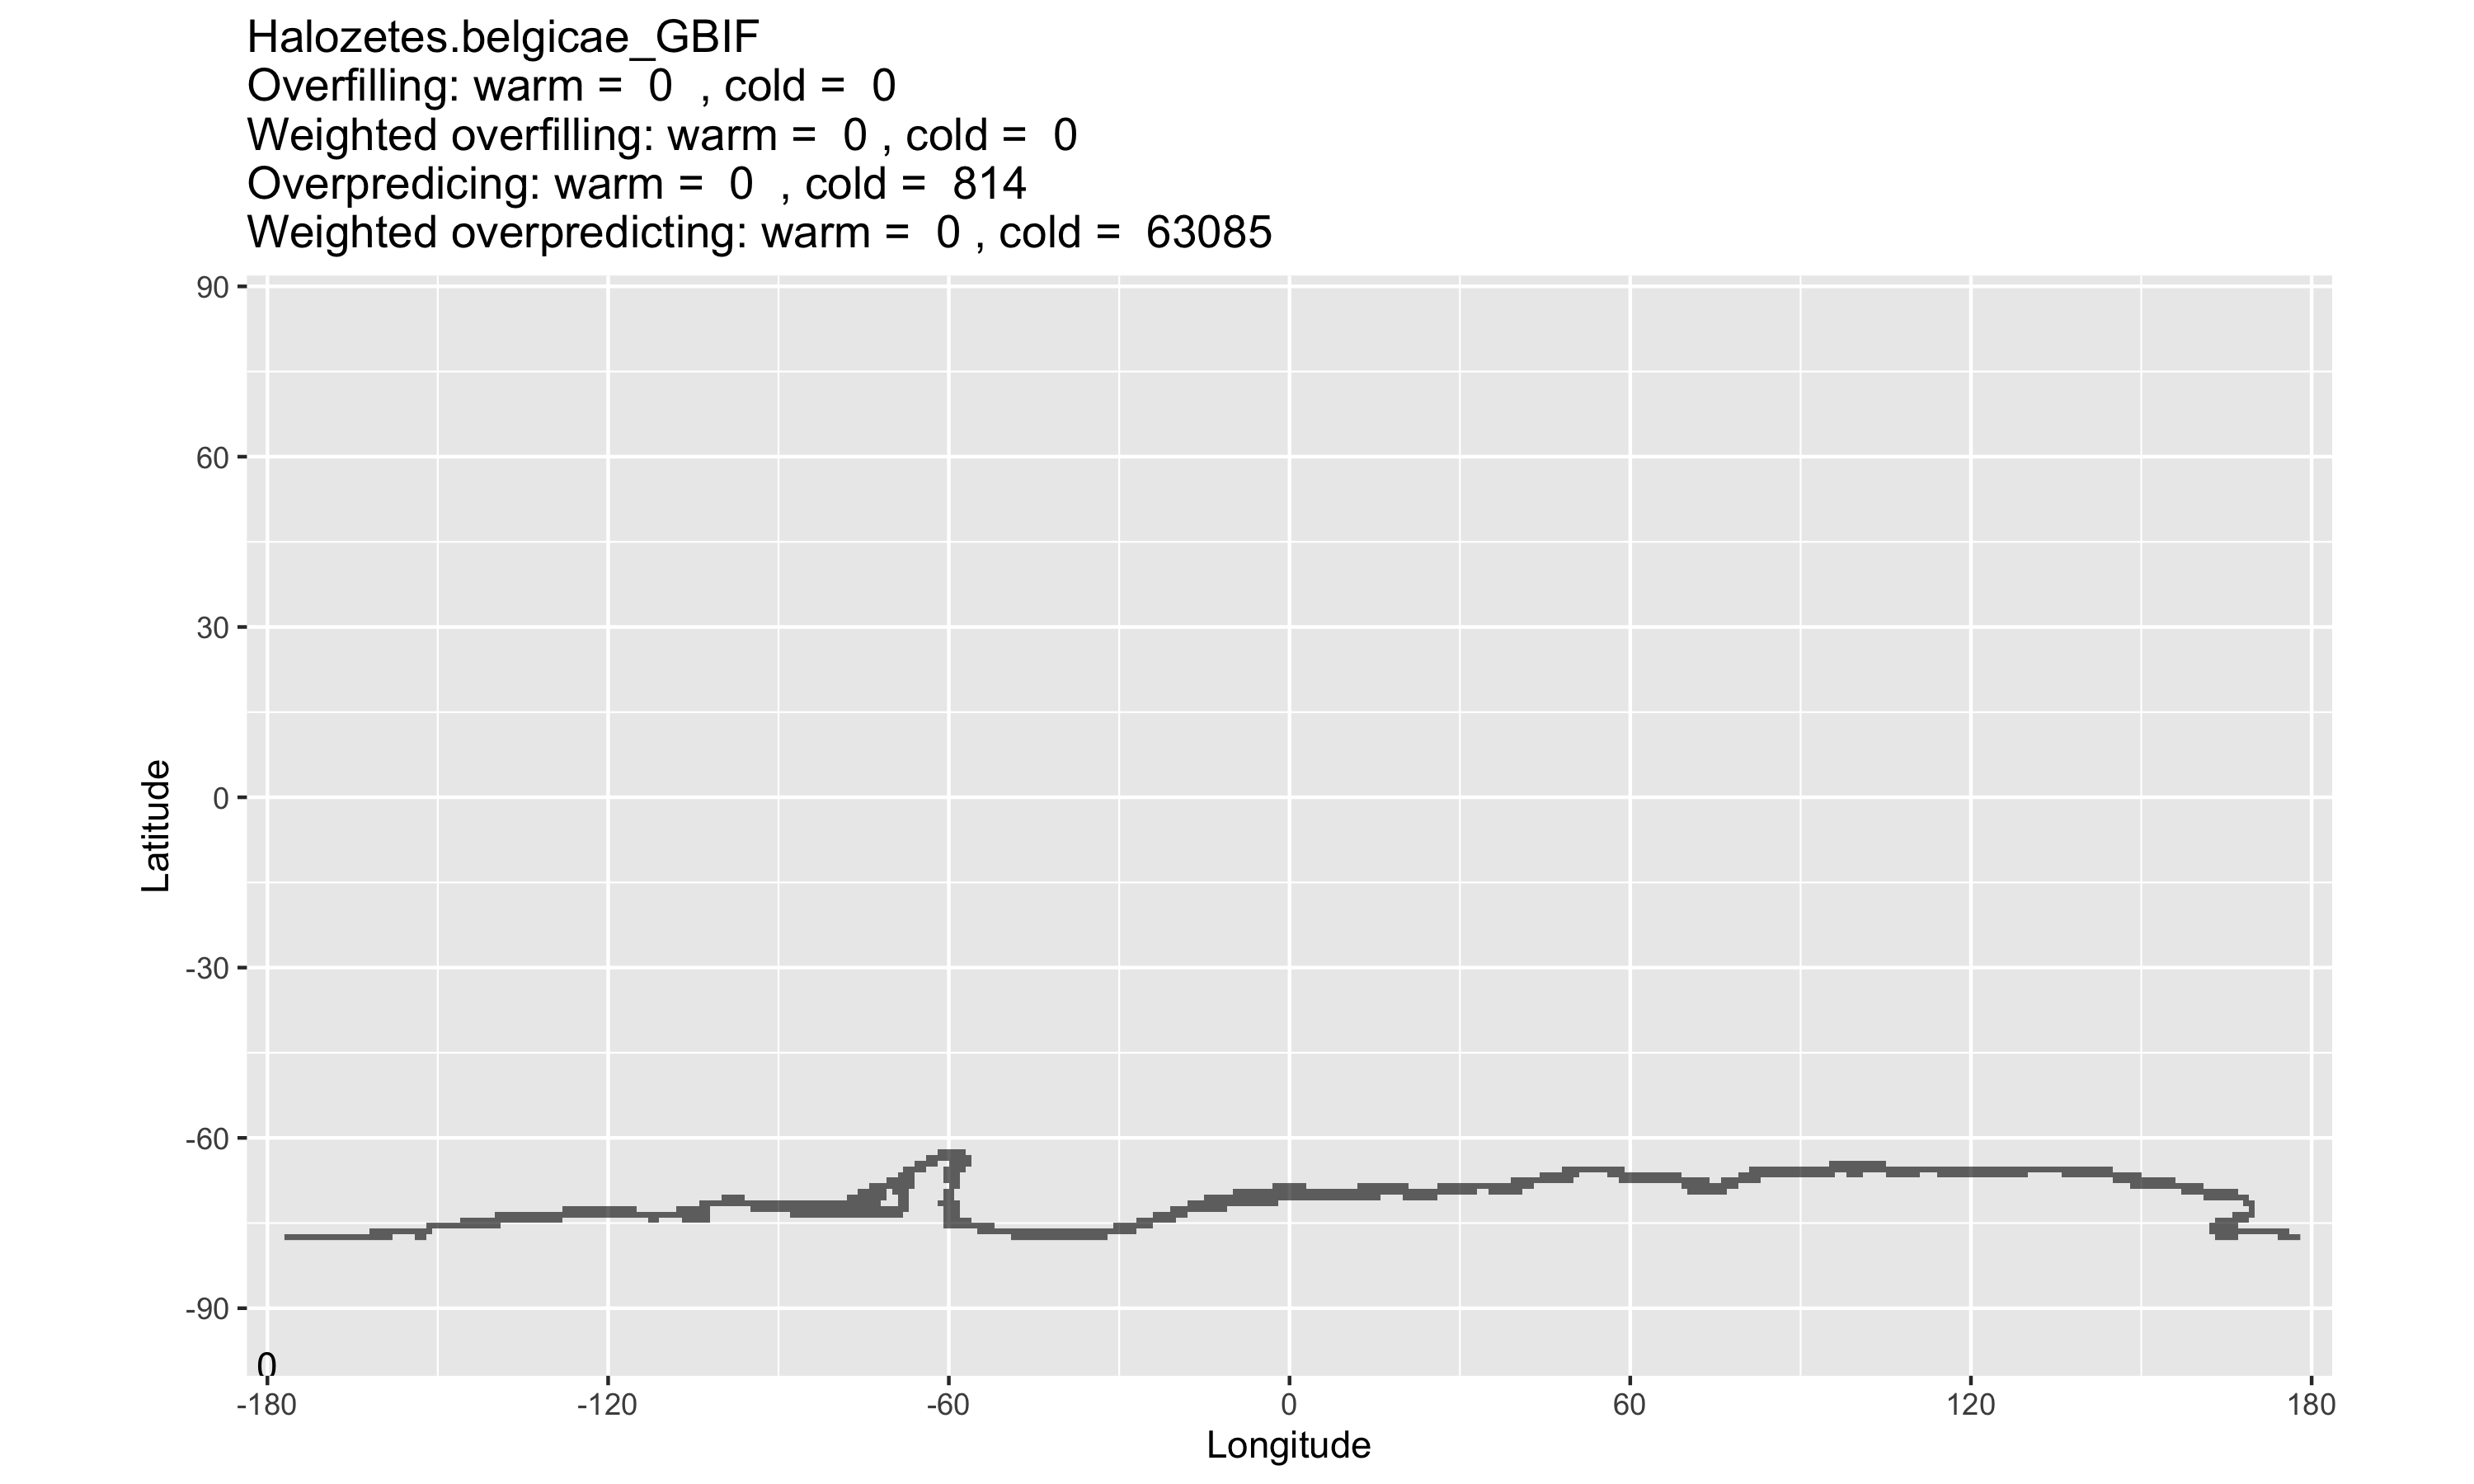 Halozetes.belgicae_GBIF
Overfilling: warm =  0  , cold =  0
Weighted overfilling: warm =  0 , cold =  0
Overpredicing: warm =  0  , cold =  814
Weighted overpredicting: warm =  0 , cold =  63085
90
60
30
0
-30
-60
-90
Latitude
0
-180
-120
-60
0
60
120
180
Longitude